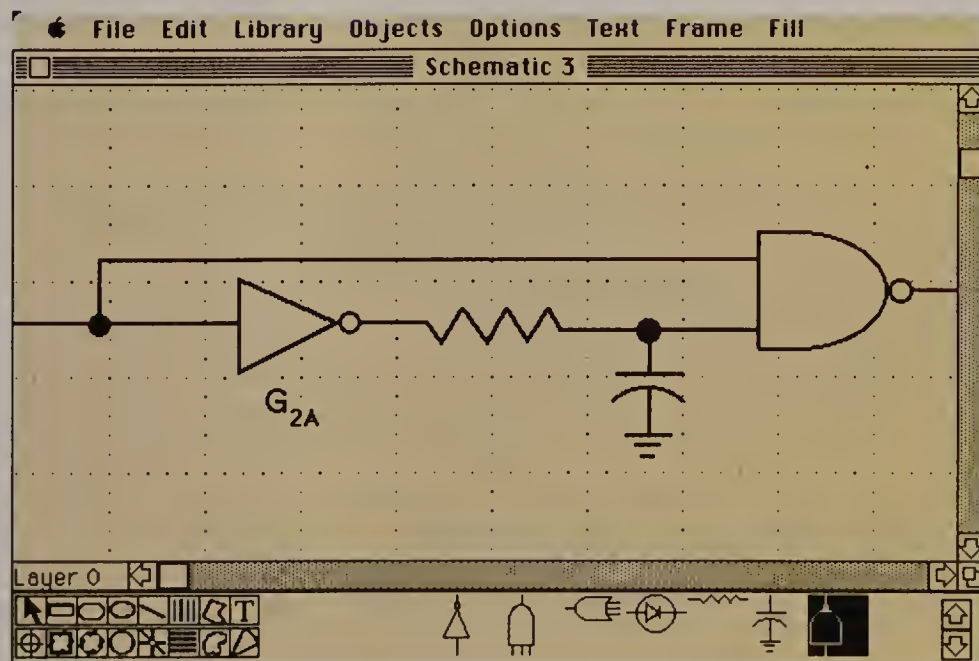 File Edit Library Objects Options Text Frame Fill
Schematic 3
G2A
Layer 0
T